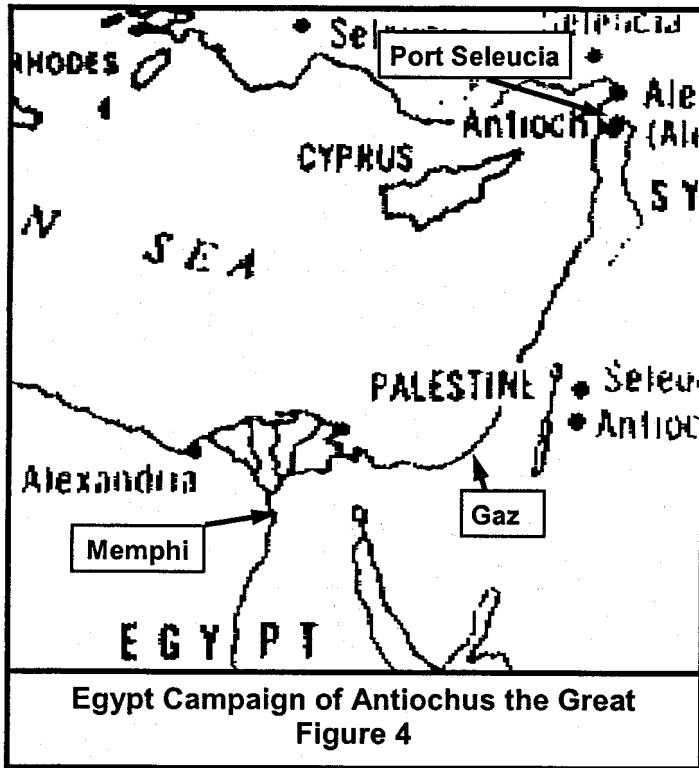 RHODES
Port Seleucia
Antioch
CYPRUS
SEA
PALESTINE
Alexandria
Gaz
Memphi
EGYPT
Egypt Campaign of Antiochus the Great
Figure 4